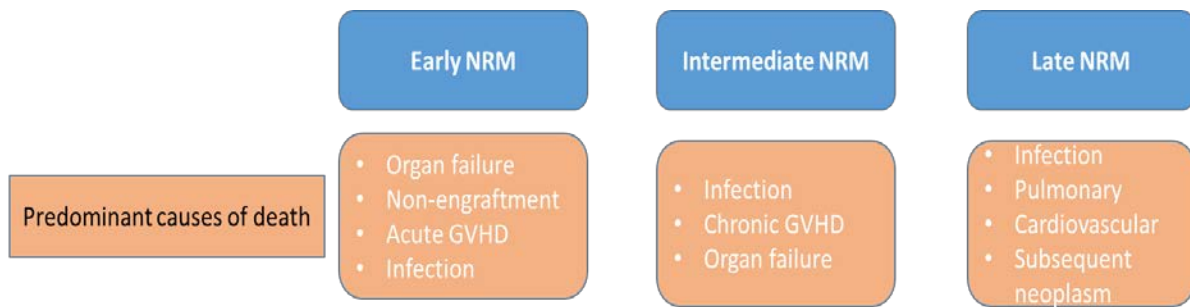 Early NRM
Intermediate NRM
Late NRM
Predominant causes of death
• Organ failure
• Non-engraftment
• Acute GVHD
• Infection
• Infection
• Chronic GVHD
• Organ failure
• Infection
• Pulmonary
• Cardiovascular
• Subsequent
neoplasm